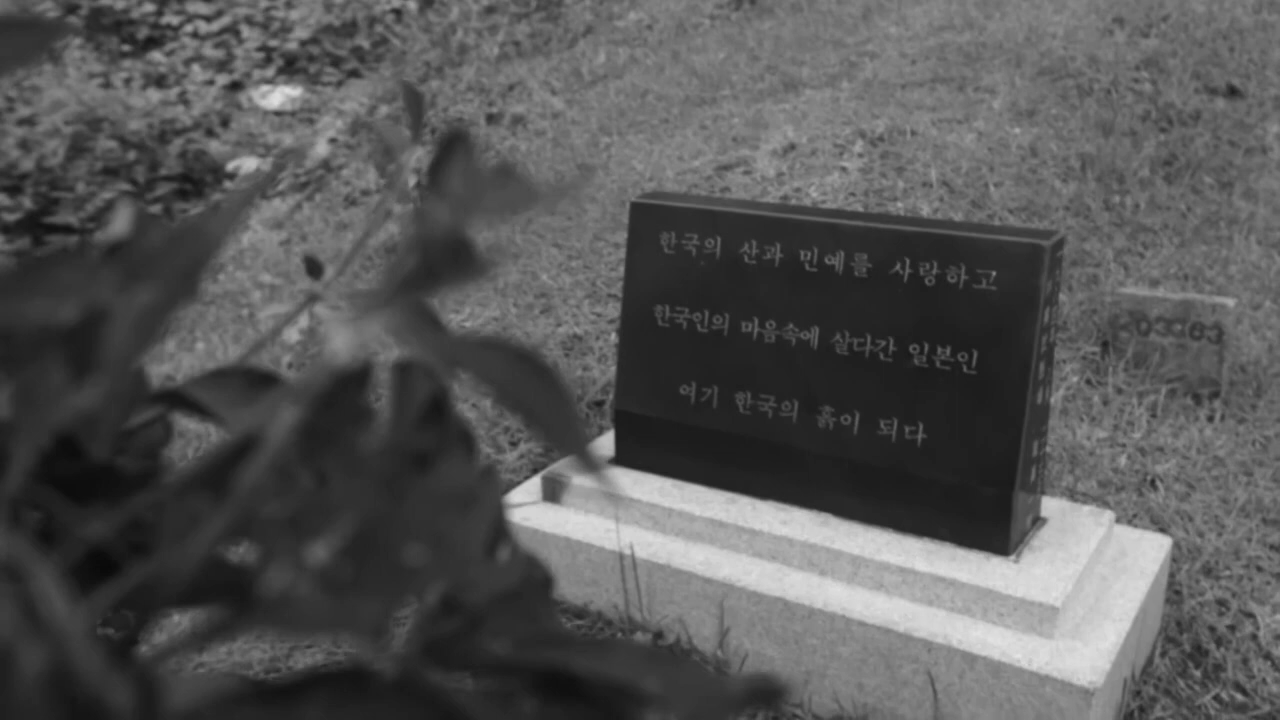 한국의 산과 민예를 사랑하고
한국인의 마음속에 살다간 일본인
여기 한국의 흙이 되다